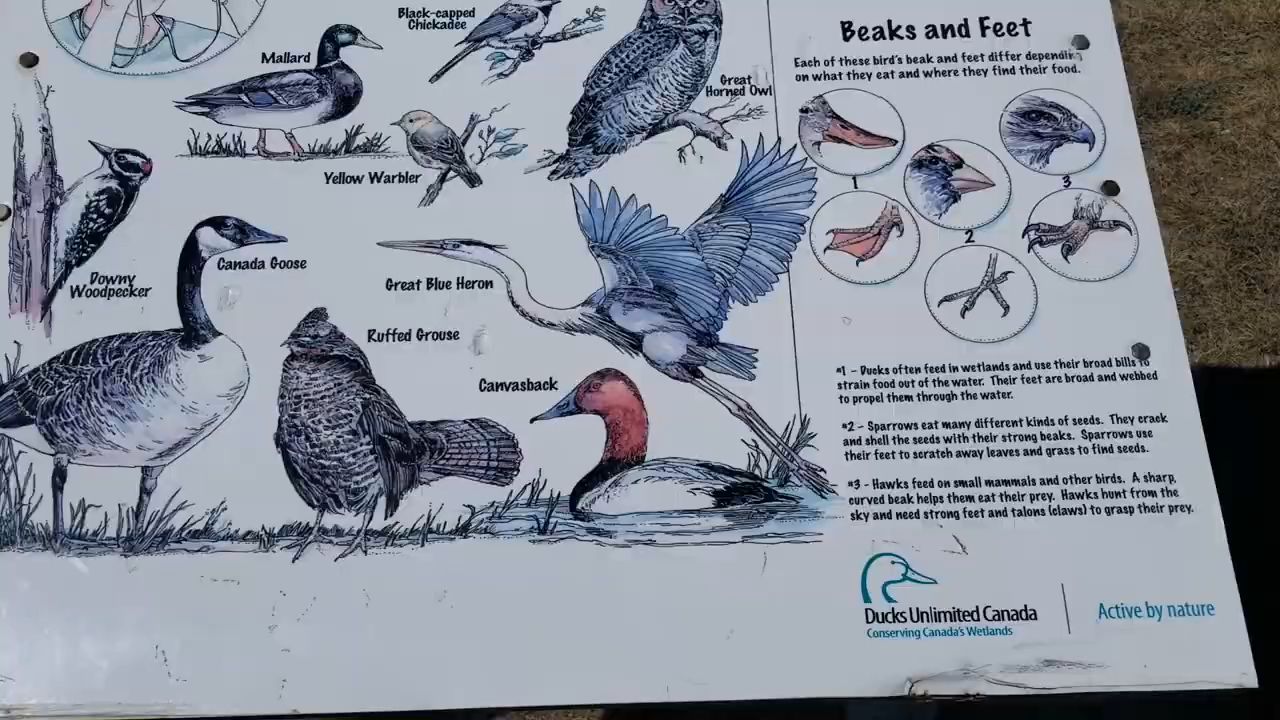 Black-capped
Chickadee
Mallard
Great
Horned Owl
Yellow Warbler
Downy
Woodpecker
Canada Goose
Great Blue Heron
Ruffed Grouse
Canvasback
Beaks and Feet
Each of these bird's beak and feet differ depending
on what they eat and where they find their food.
1
2
3
#1 - Ducks often feed in wetlands and use their broad bills to
strain food out of the water. Their feet are broad and webbed
to propel them through the water.
#2 - Sparrows eat many different kinds of seeds. They crack
and shell the seeds with their strong beaks. Sparrows use
their feet to scratch away leaves and grass to find seeds.
#3 - Hawks feed on small mammals and other birds. A sharp,
curved beak helps them eat their prey. Hawks hunt from the
sky and need strong feet and talons (claws) to grasp their prey.
Ducks Unlimited Canada
Conserving Canada's Wetlands
Active by nature